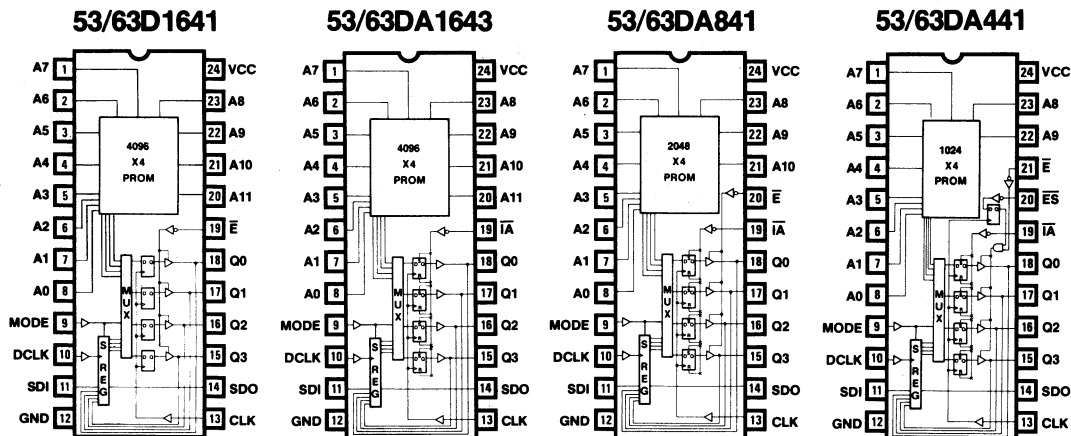 53/63D1641
A7 1 24 VCC
A6 2 23 A8
A5 3 22 A9
A4 4 21 A10
A3 5 20 A11
A2 6 19 E̅
A1 7 18 Q0
A0 8 17 Q1
MODE 9 16 Q2
DCLK 10 15 Q3
SDI 11 14 SDO
GND 12 13 CLK
4096
X4
PROM
MUX
S REG
53/63DA1643
A7 1 24 VCC
A6 2 23 A8
A5 3 22 A9
A4 4 21 A10
A3 5 20 A11
A2 6 19 I̅A̅
A1 7 18 Q0
A0 8 17 Q1
MODE 9 16 Q2
DCLK 10 15 Q3
SDI 11 14 SDO
GND 12 13 CLK
4096
X4
PROM
MUX
S REG
53/63DA841
A7 1 24 VCC
A6 2 23 A8
A5 3 22 A9
A4 4 21 A10
A3 5 20 E̅
A2 6 19 I̅A̅
A1 7 18 Q0
A0 8 17 Q1
MODE 9 16 Q2
DCLK 10 15 Q3
SDI 11 14 SDO
GND 12 13 CLK
2048
X4
PROM
MUX
S REG
53/63DA441
A7 1 24 VCC
A6 2 23 A8
A5 3 22 A9
A4 4 21 E̅
A3 5 20 E̅S̅
A2 6 19 I̅A̅
A1 7 18 Q0
A0 8 17 Q1
MODE 9 16 Q2
DCLK 10 15 Q3
SDI 11 14 SDO
GND 12 13 CLK
1024
X4
PROM
MUX
S REG